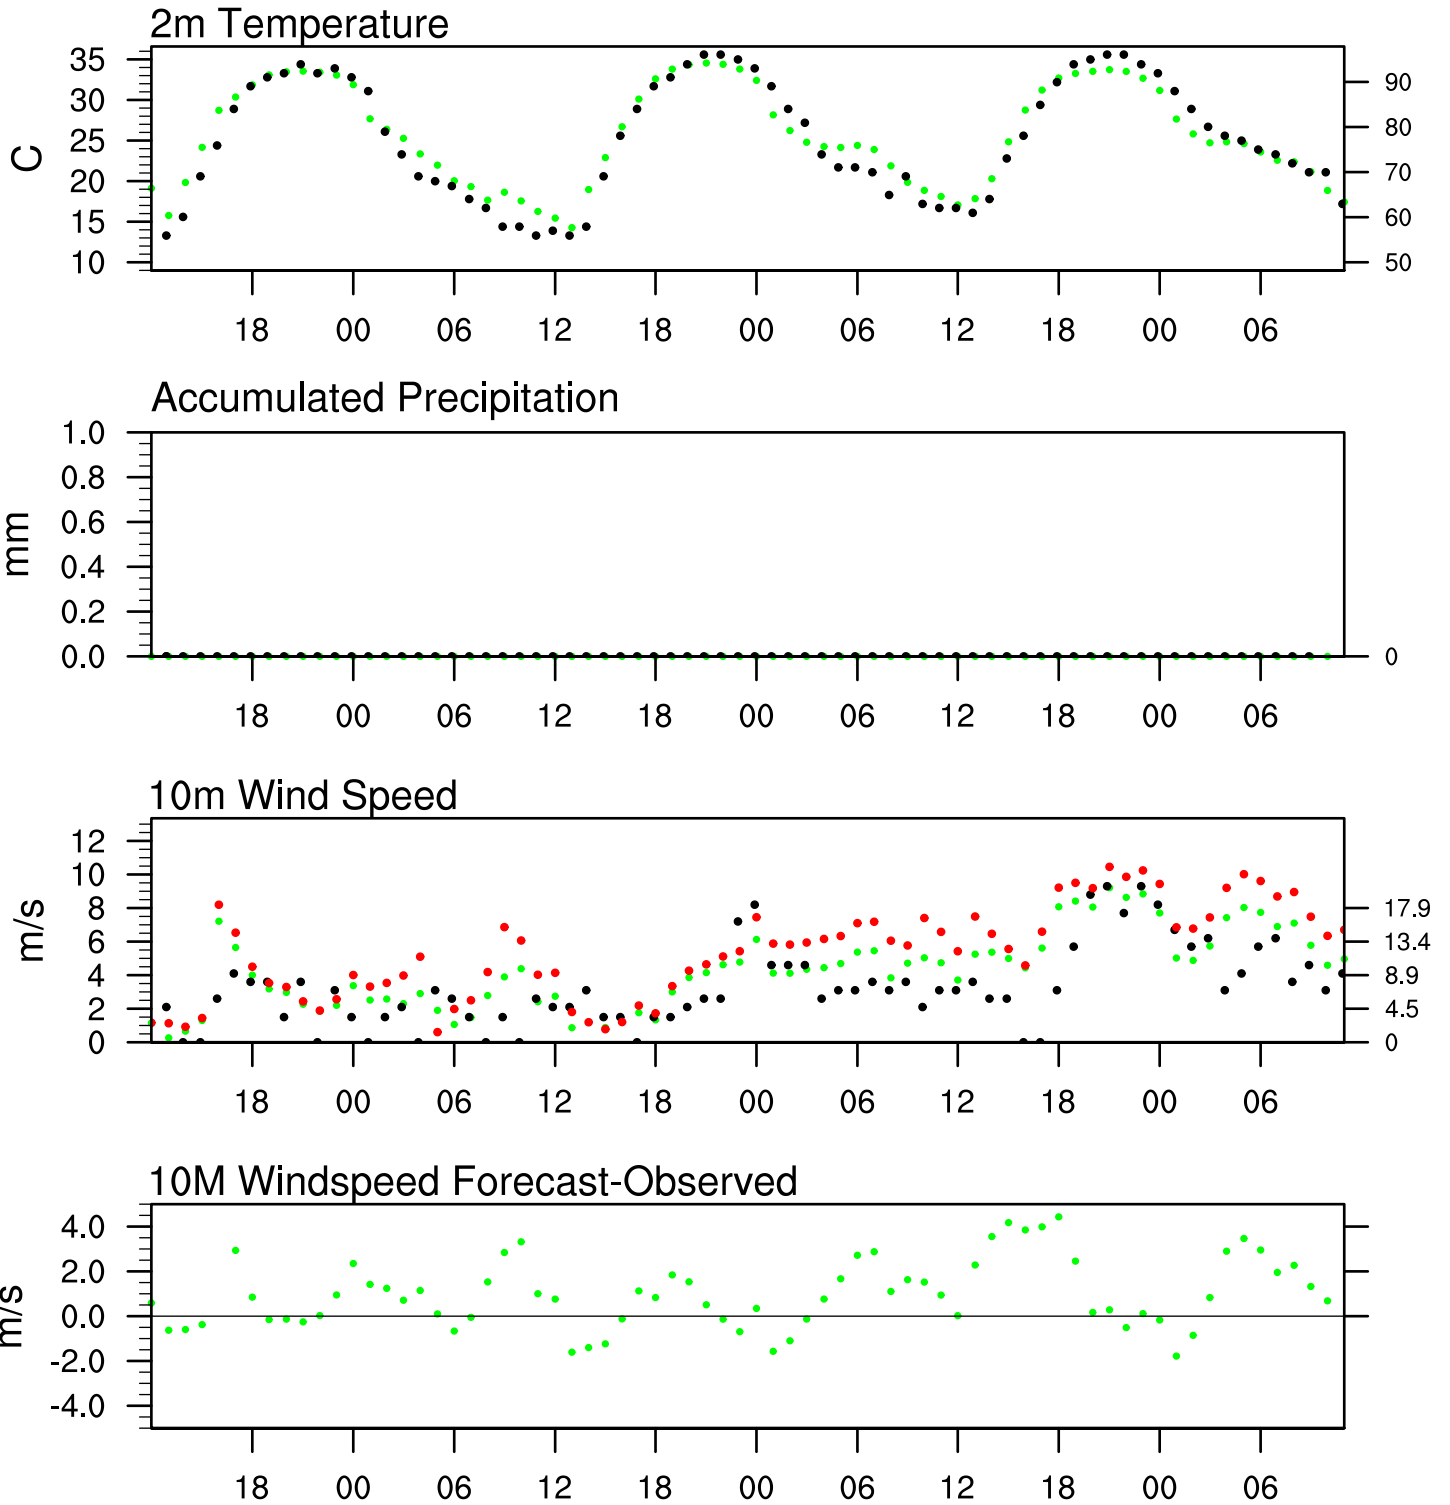 2m Temperature
35
30
25
20
15
10
C
90
80
70
60
50
18 00 06 12 18 00 06 12 18 00 06
Accumulated Precipitation
1.0
0.8
0.6
0.4
0.2
0.0
mm
0
18 00 06 12 18 00 06 12 18 00 06
10m Wind Speed
12
10
8
6
4
2
0
m/s
17.9
13.4
8.9
4.5
0
18 00 06 12 18 00 06 12 18 00 06
10M Windspeed Forecast-Observed
4.0
2.0
0.0
-2.0
-4.0
m/s
18 00 06 12 18 00 06 12 18 00 06